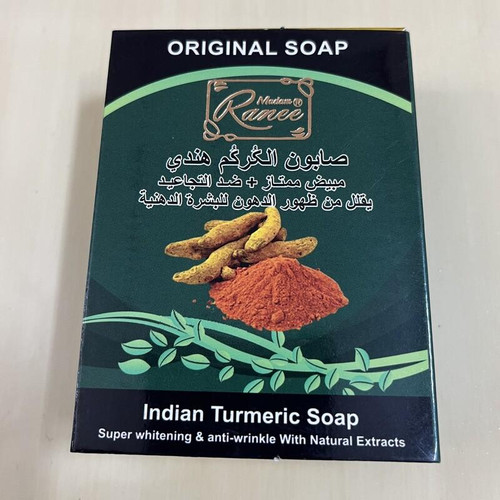 ORIGINAL SOAP
Madam ®
Ranee
صابون الكُركُم هندي
مبيض ممتاز + ضد التجاعيد
يقلل من ظهور الدهون للبشرة الدهنية
Indian Turmeric Soap
Super whitening & anti-wrinkle With Natural Extracts